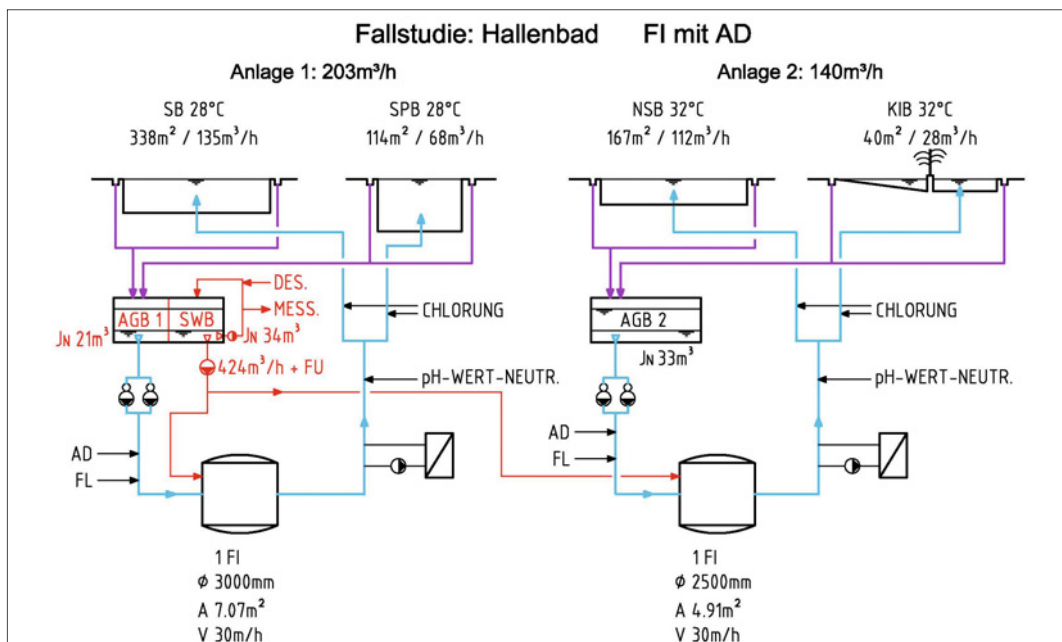 Fallstudie: Hallenbad FI mit AD
Anlage 1: 203m³/h
Anlage 2: 140m³/h
SB 28°C
338m² / 135m³/h
SPB 28°C
114m² / 68m³/h
NSB 32°C
167m² / 112m³/h
KIB 32°C
40m² / 28m³/h
DES.
MESS.
AGB 1
SWB
JN 21m³
JN 34m³
424m³/h + FU
CHLORUNG
pH-WERT-NEUTR.
AD
FL
AGB 2
JN 33m³
CHLORUNG
pH-WERT-NEUTR.
AD
FL
1 FI
ϕ 3000mm
A 7.07m²
V 30m/h
1 FI
ϕ 2500mm
A 4.91m²
V 30m/h